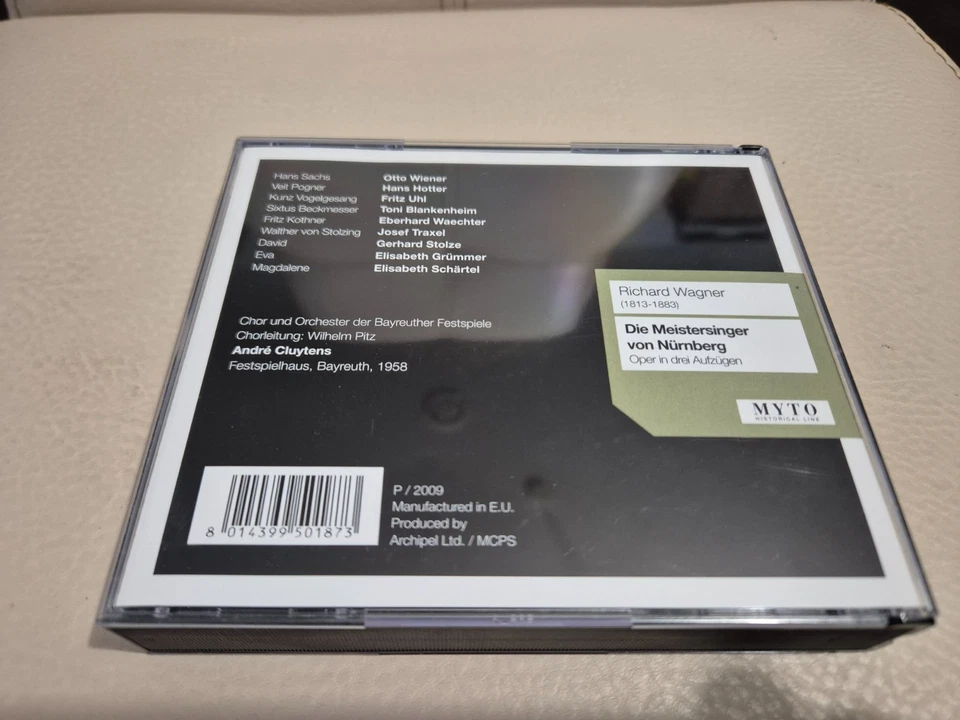 Hans Sachs Otto Wiener
Veit Pogner Hans Hotter
Kunz Vogelgesang Fritz Uhl
Sixtus Beckmesser Toni Blankenheim
Fritz Kothner Eberhard Waechter
Walther von Stolzing Josef Traxel
David Gerhard Stolze
Eva Elisabeth Grümmer
Magdalene Elisabeth Schärtel
Chor und Orchester der Bayreuther Festspiele
Chorleitung: Wilhelm Pitz
André Cluytens
Festspielhaus, Bayreuth, 1958
Richard Wagner
(1813-1883)
Die Meistersinger
von Nürnberg
Oper in drei Aufzügen
MYTO
HISTORICAL LINE
8 014399 501873
P / 2009
Manufactured in E.U.
Produced by
Archipel Ltd. / MCPS